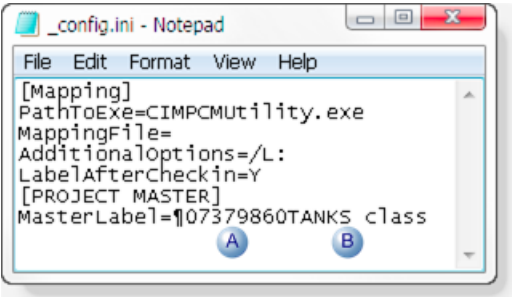 _config.ini - Notepad
File Edit Format View Help
[Mapping]
PathToExe=CIMPCMUtility.exe
MappingFile=
AdditionalOptions=/L:
LabelAfterCheckin=Y
[PROJECT MASTER]
MasterLabel=¶07379860TANKS class
A B